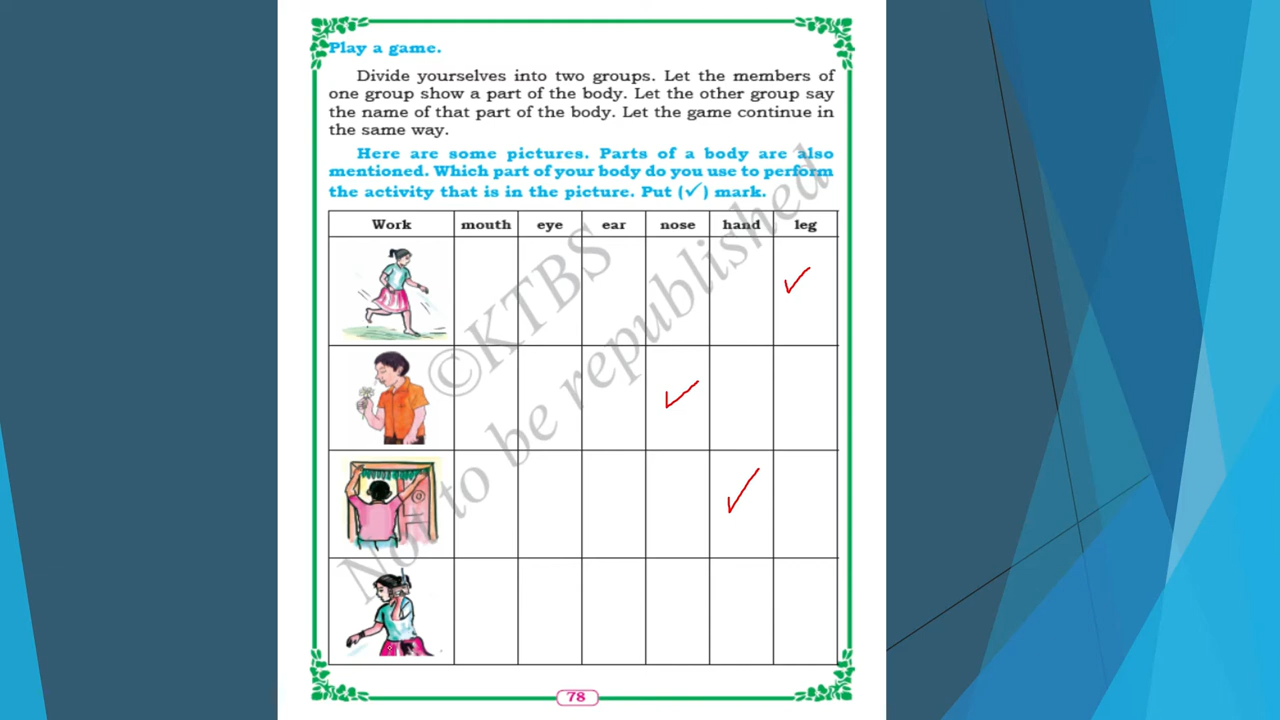 Play a game.
Divide yourselves into two groups. Let the members of
one group show a part of the body. Let the other group say
the name of that part of the body. Let the game continue in
the same way.
Here are some pictures. Parts of a body are also
mentioned. Which part of your body do you use to perform
the activity that is in the picture. Put (✓) mark.
Work mouth eye ear nose hand leg
✓
✓
✓
©KTBS
Not to be republished
78